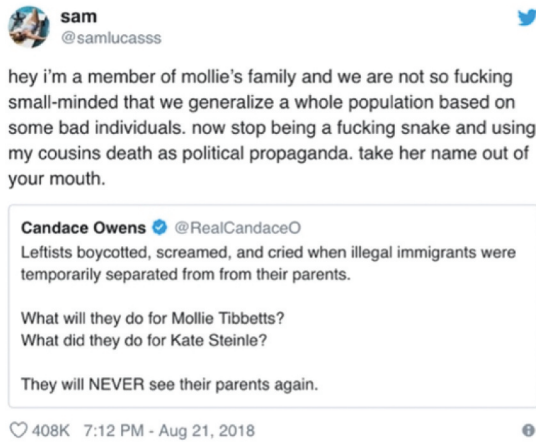 sam
@samlucasss
hey i'm a member of mollie's family and we are not so fucking
small-minded that we generalize a whole population based on
some bad individuals. now stop being a fucking snake and using
my cousins death as political propaganda. take her name out of
your mouth.
Candace Owens @RealCandaceO
Leftists boycotted, screamed, and cried when illegal immigrants were
temporarily separated from from their parents.
What will they do for Mollie Tibbetts?
What did they do for Kate Steinle?
They will NEVER see their parents again.
408K 7:12 PM - Aug 21, 2018